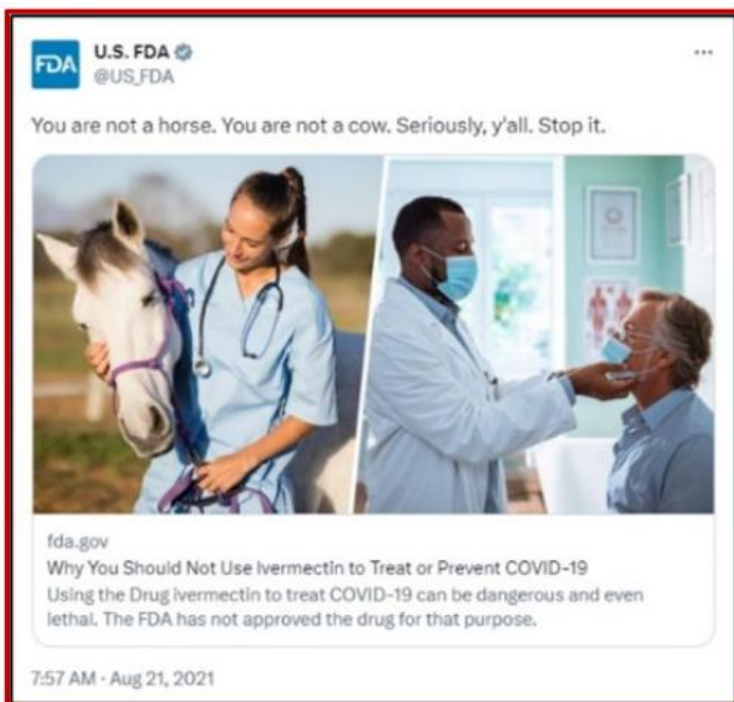 FDA
U.S. FDA
@US_FDA
...
You are not a horse. You are not a cow. Seriously, y'all. Stop it.
fda.gov
Why You Should Not Use Ivermectin to Treat or Prevent COVID-19
Using the Drug ivermectin to treat COVID-19 can be dangerous and even
lethal. The FDA has not approved the drug for that purpose.
7:57 AM · Aug 21, 2021